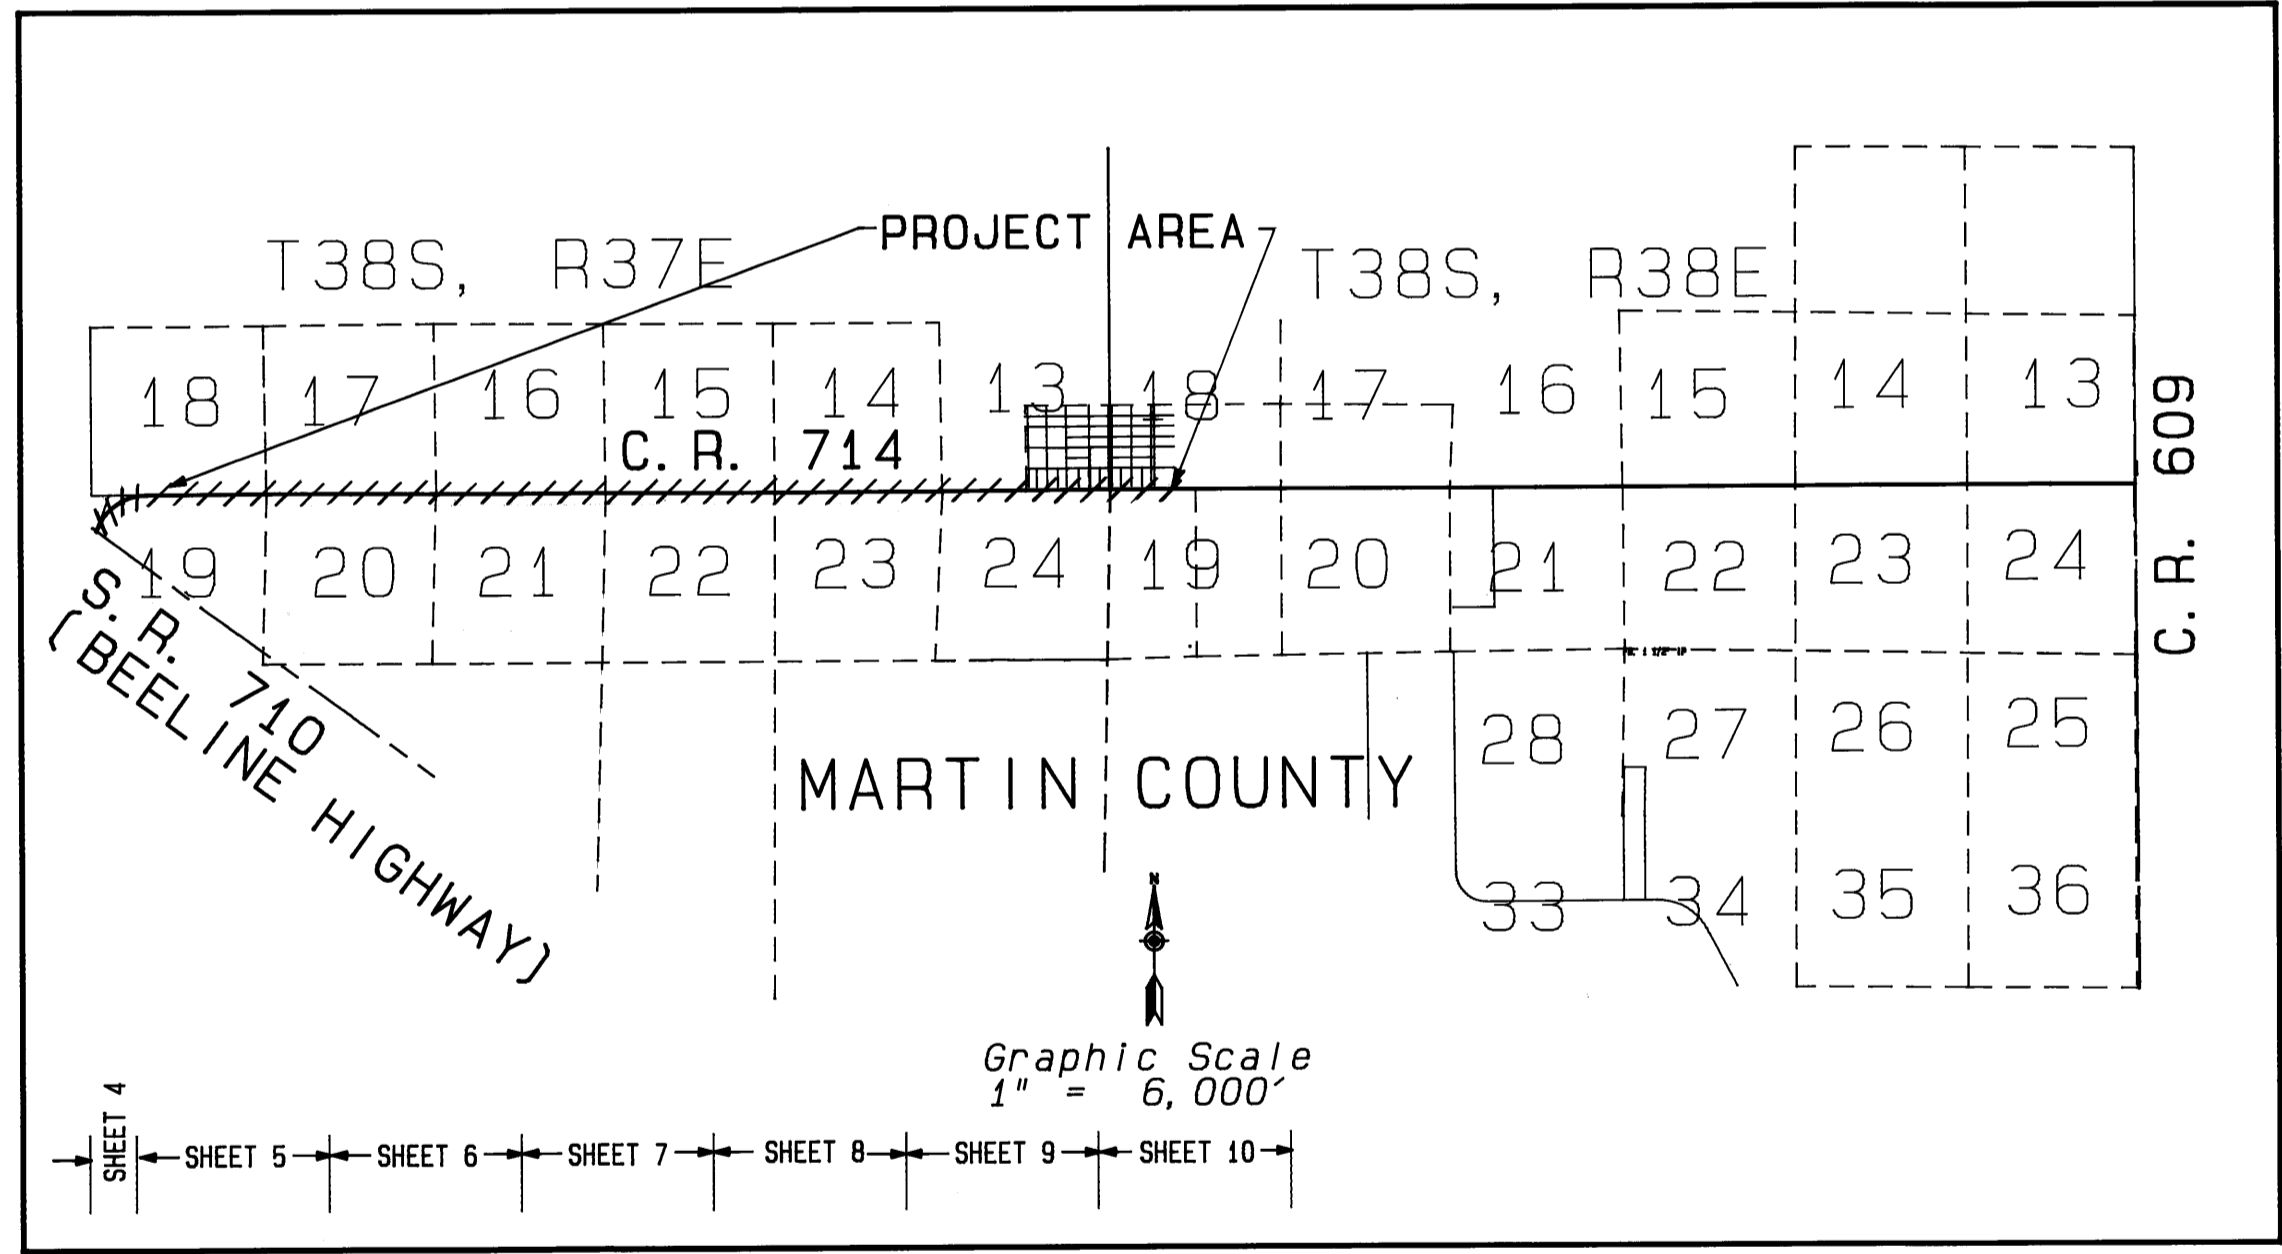 PROJECT AREA
T38S, R37E
T38S, R38E
18 17 16 15 14 13 18 17 16 15 14 13
C. R. 714
C. R. 609
19 20 21 22 23 24 19 20 21 22 23 24
S. R. 710
(BEELINE HIGHWAY)
28 27 26 25
MARTIN COUNTY
33 34 35 36
N
Graphic Scale
1" = 6,000'
SHEET 4
SHEET 5 SHEET 6 SHEET 7 SHEET 8 SHEET 9 SHEET 10